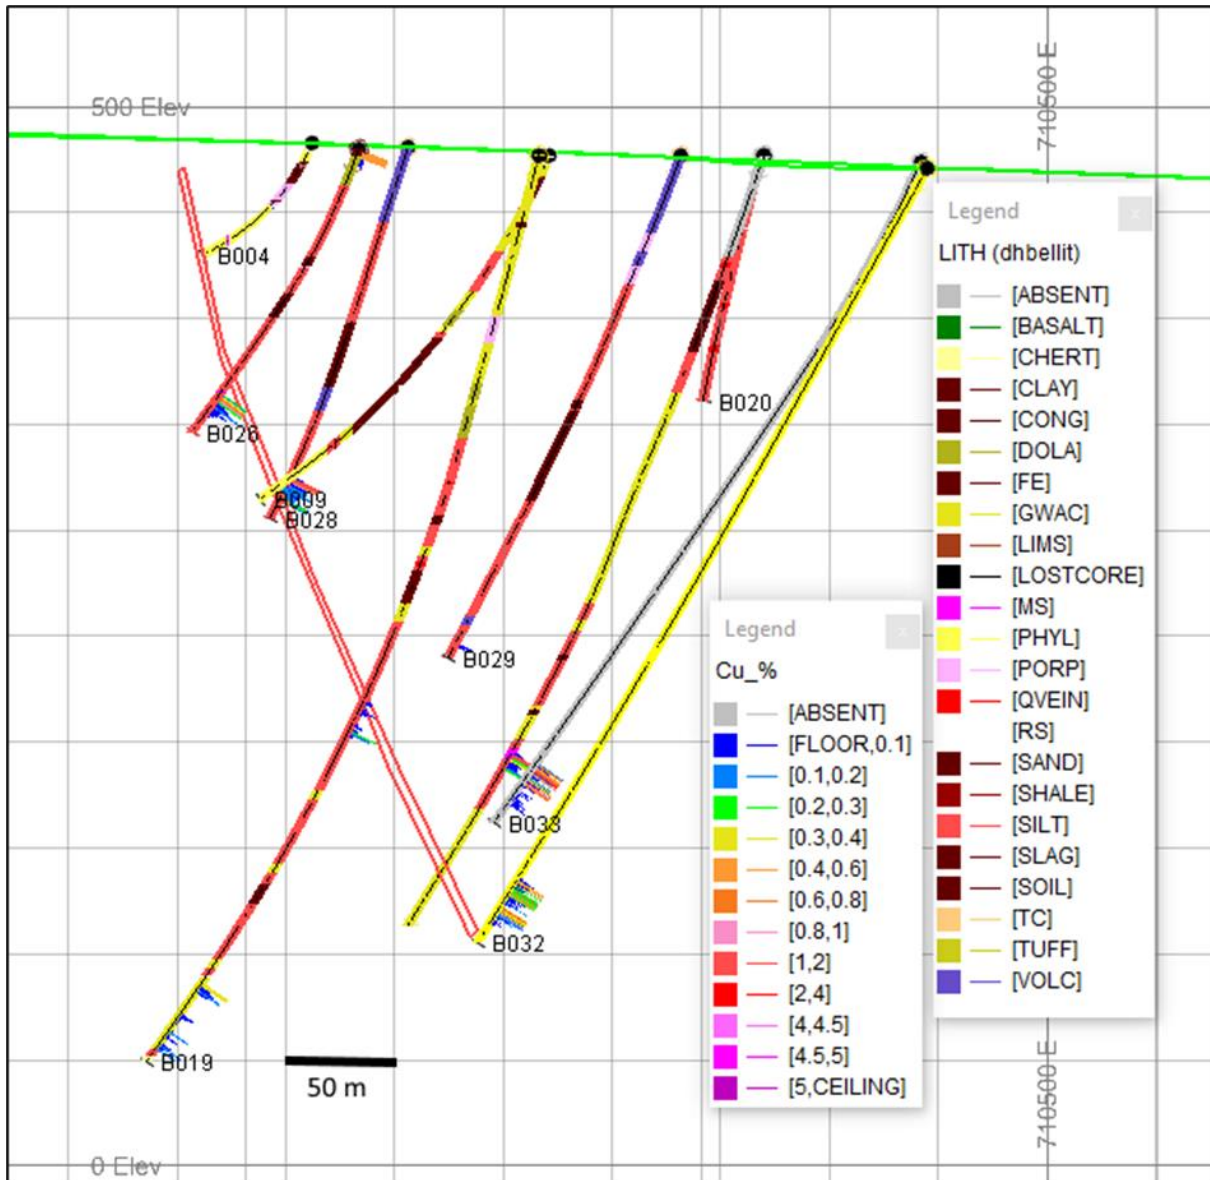 500 Elev
710500 E
Legend
x
LITH (dhbellit)
[ABSENT]
[BASALT]
[CHERT]
[CLAY]
[CONG]
[DOLA]
[FE]
[GWAC]
[LIMS]
[LOSTCORE]
[MS]
[PHYL]
[PORP]
[QVEIN]
[RS]
[SAND]
[SHALE]
[SILT]
[SLAG]
[SOIL]
[TC]
[TUFF]
[VOLC]
B004
B020
B026
B009
B028
B029
Legend
x
Cu_%
[ABSENT]
[FLOOR,0.1]
[0.1,0.2]
[0.2,0.3]
[0.3,0.4]
[0.4,0.6]
[0.6,0.8]
[0.8,1]
[1,2]
[2,4]
[4,4.5]
[4.5,5]
[5,CEILING]
B033
B032
B019
50 m
710500 E
0 Elev